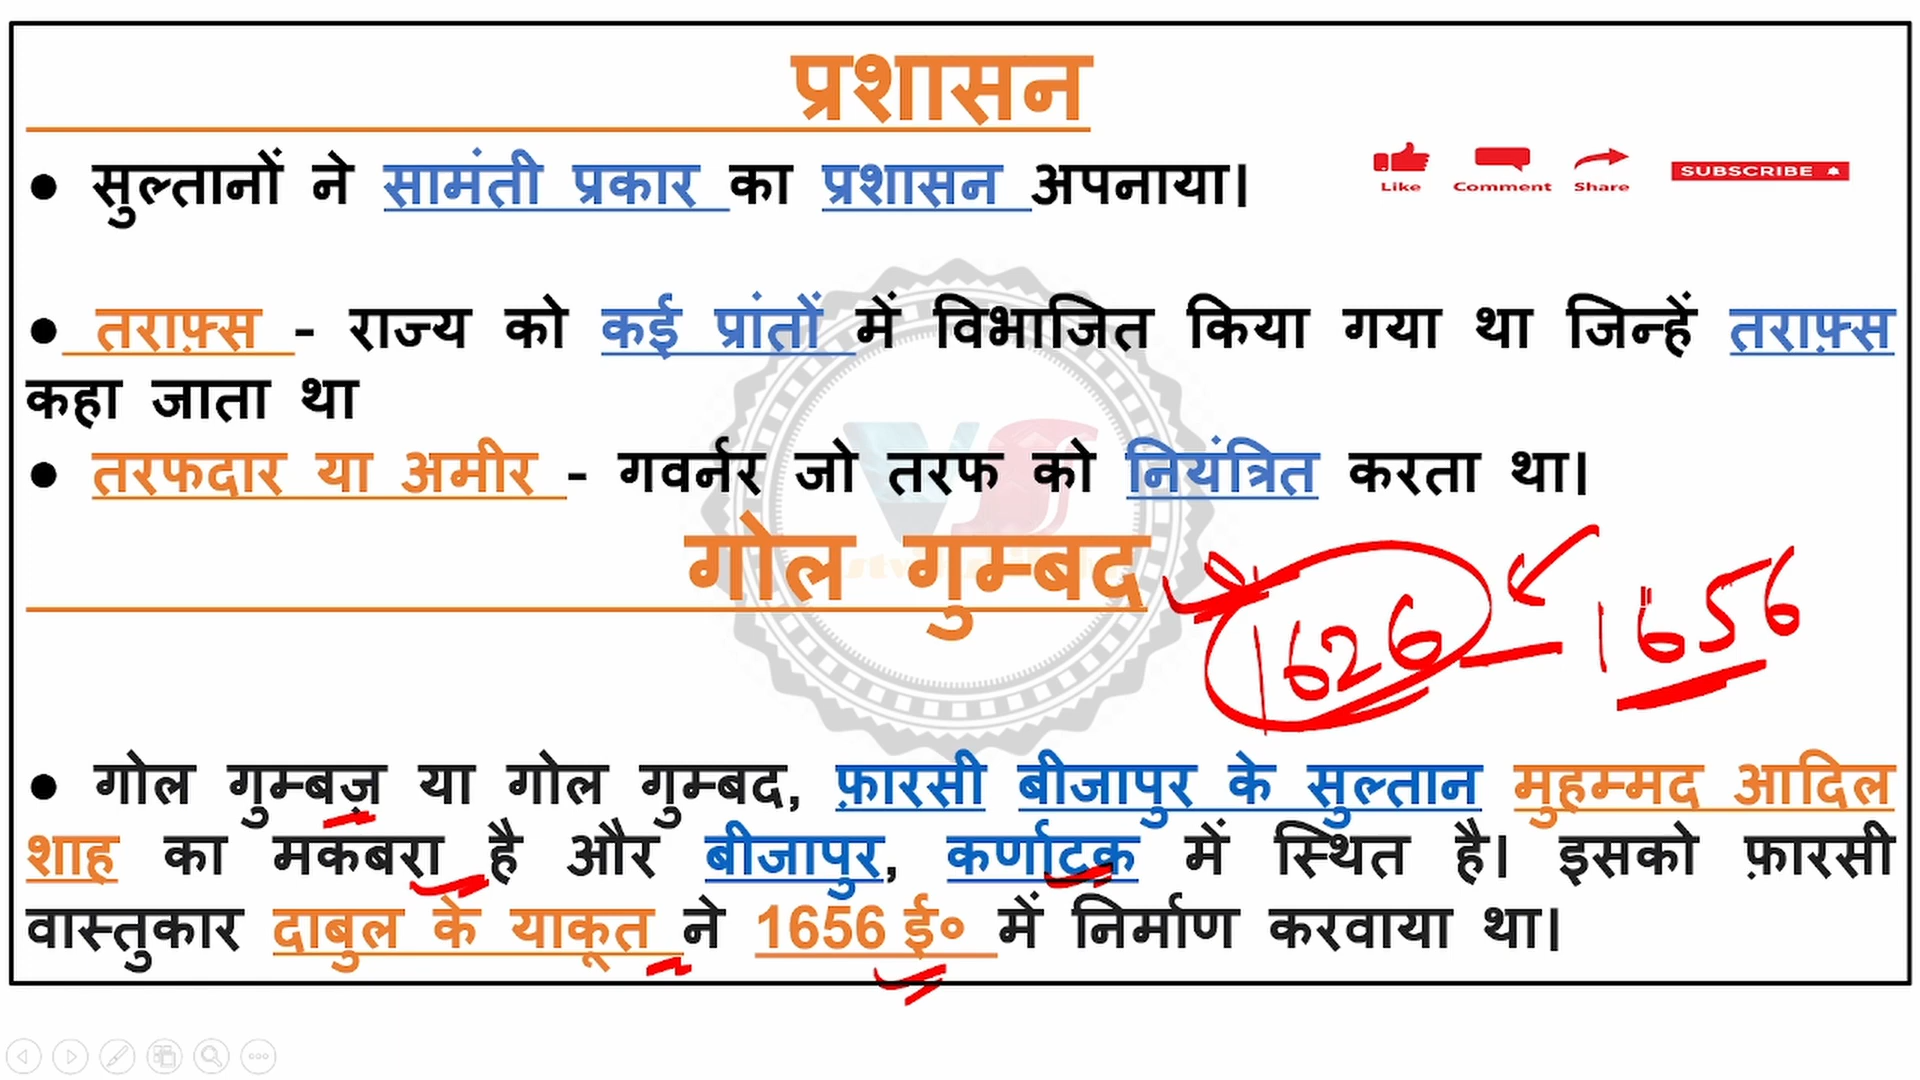 प्रशासन
● सुल्तानों ने सामंती प्रकार का प्रशासन अपनाया।
Like Comment Share SUBSCRIBE
● तराफ़्स - राज्य को कई प्रांतों में विभाजित किया गया था जिन्हें तराफ़्स
कहा जाता था
● तरफदार या अमीर - गवर्नर जो तरफ को नियंत्रित करता था।
VS
गोल गुम्बद
1626 – 1656
● गोल गुम्बज़ या गोल गुम्बद, फ़ारसी बीजापुर के सुल्तान मुहम्मद आदिल
शाह का मकबरा है और बीजापुर, कर्णाटक में स्थित है। इसको फ़ारसी
वास्तुकार दाबुल के याकूत ने 1656 ई० में निर्माण करवाया था।